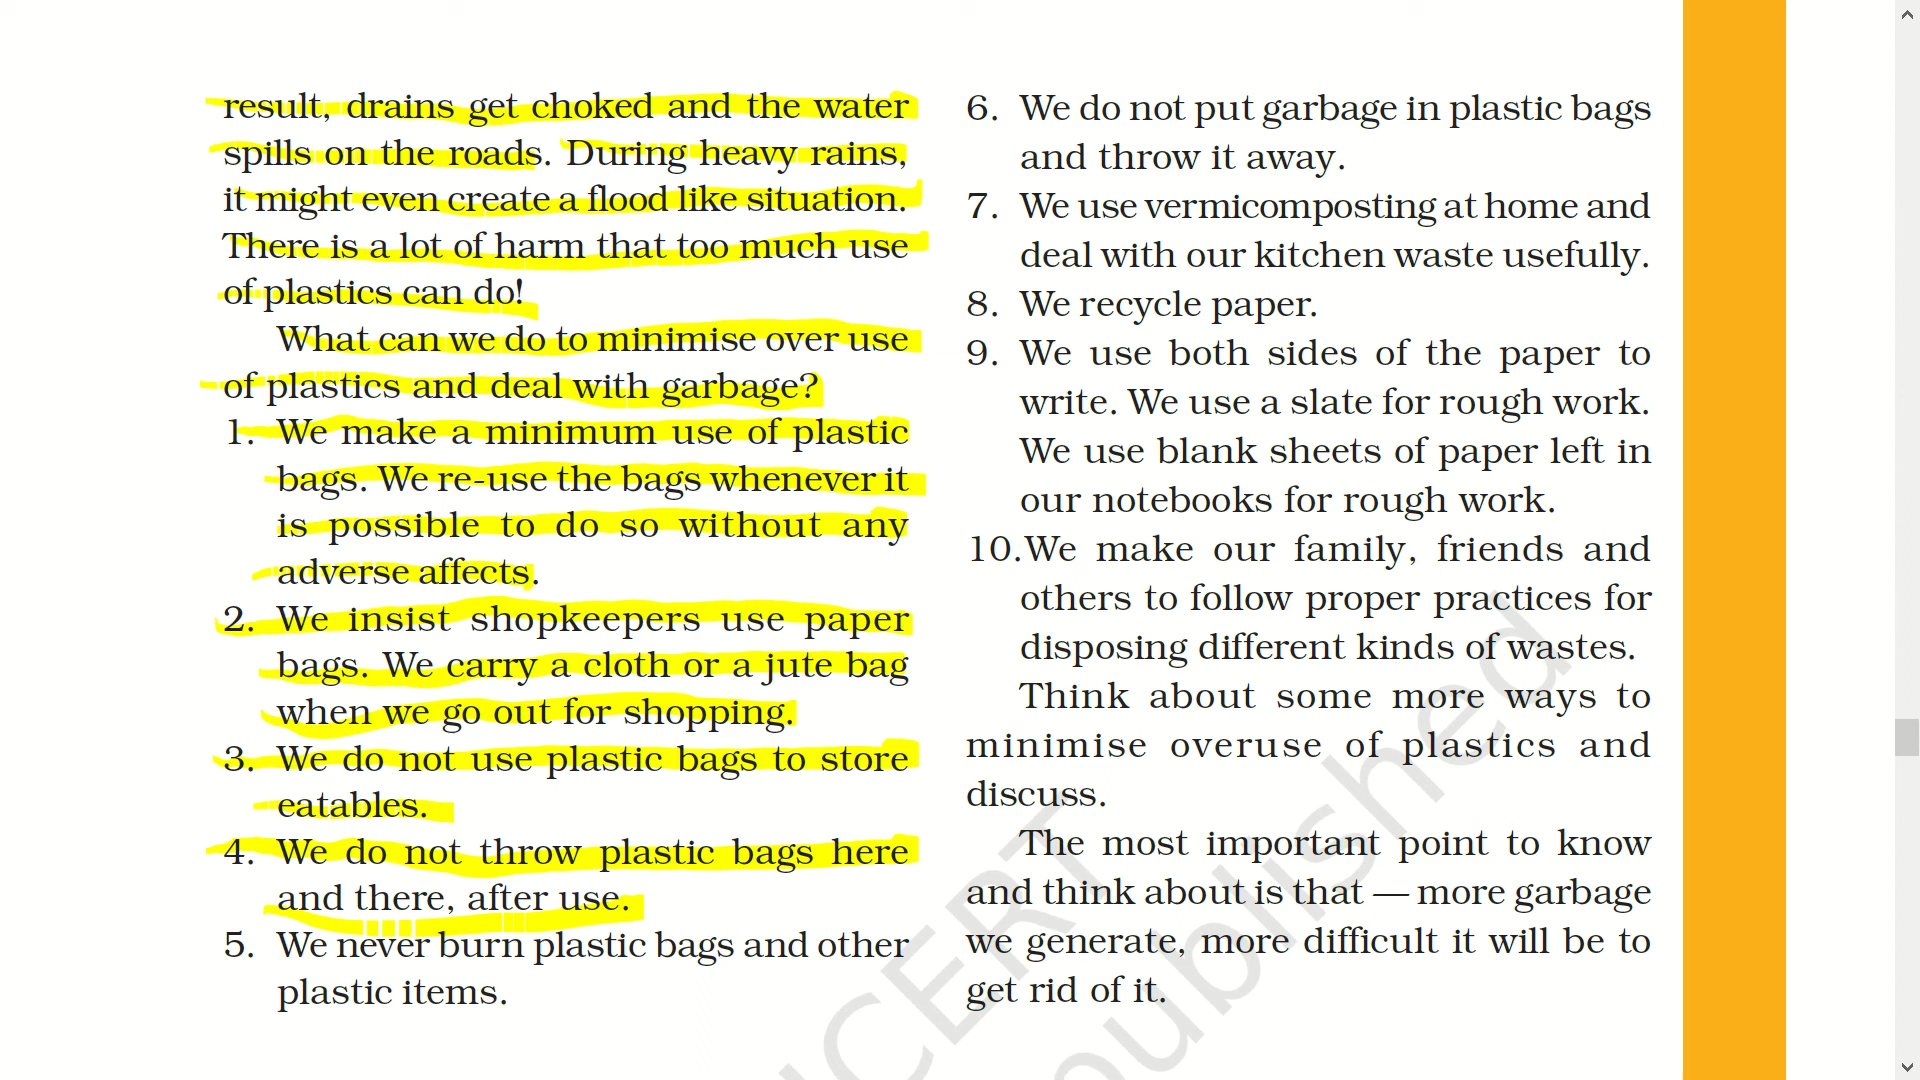 result, drains get choked and the water
spills on the roads. During heavy rains,
it might even create a flood like situation.
There is a lot of harm that too much use
of plastics can do!
What can we do to minimise over use
of plastics and deal with garbage?
1. We make a minimum use of plastic
bags. We re-use the bags whenever it
is possible to do so without any
adverse affects.
2. We insist shopkeepers use paper
bags. We carry a cloth or a jute bag
when we go out for shopping.
3. We do not use plastic bags to store
eatables.
4. We do not throw plastic bags here
and there, after use.
5. We never burn plastic bags and other
plastic items.
6. We do not put garbage in plastic bags
and throw it away.
7. We use vermicomposting at home and
deal with our kitchen waste usefully.
8. We recycle paper.
9. We use both sides of the paper to
write. We use a slate for rough work.
We use blank sheets of paper left in
our notebooks for rough work.
10.We make our family, friends and
others to follow proper practices for
disposing different kinds of wastes.
Think about some more ways to
minimise overuse of plastics and
discuss.
The most important point to know
and think about is that — more garbage
we generate, more difficult it will be to
get rid of it.
NCERT
published